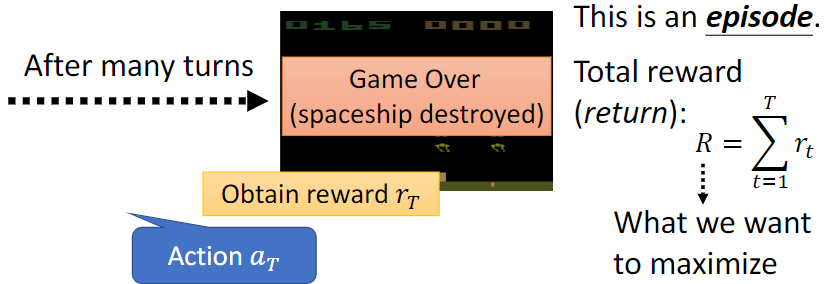 After many turns
0165 0000
Game Over
(spaceship destroyed)
Obtain reward r_T
Action a_T
This is an episode.
Total reward
(return):
R = \sum_{t=1}^{T} r_t
What we want
to maximize